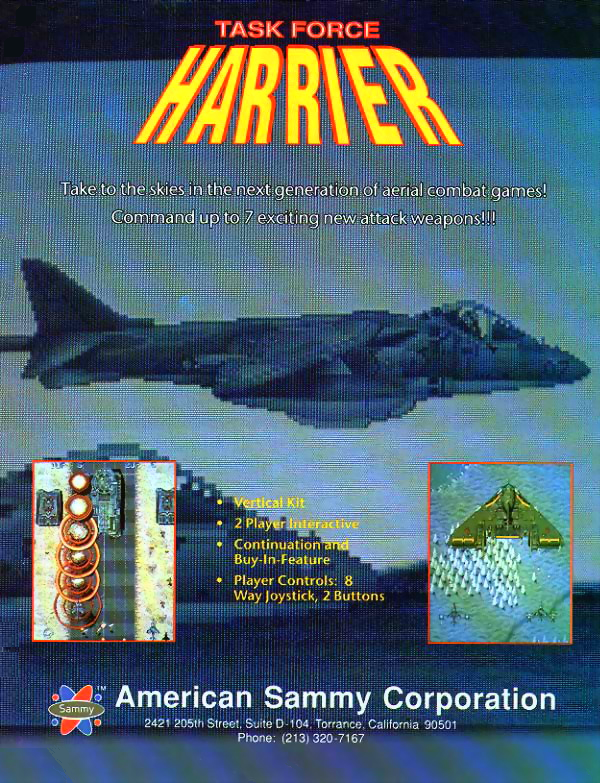 TASK FORCE
HARRIER
Take to the skies in the next generation of aerial combat games!
Command up to 7 exciting new attack weapons!!!
• Vertical Kit
• 2 Player Interactive
• Continuation and
Buy-In-Feature
• Player Controls: 8
Way Joystick, 2 Buttons
Sammy
TM
American Sammy Corporation
2421 205th Street, Suite D-104, Torrance, California 90501
Phone: (213) 320-7167